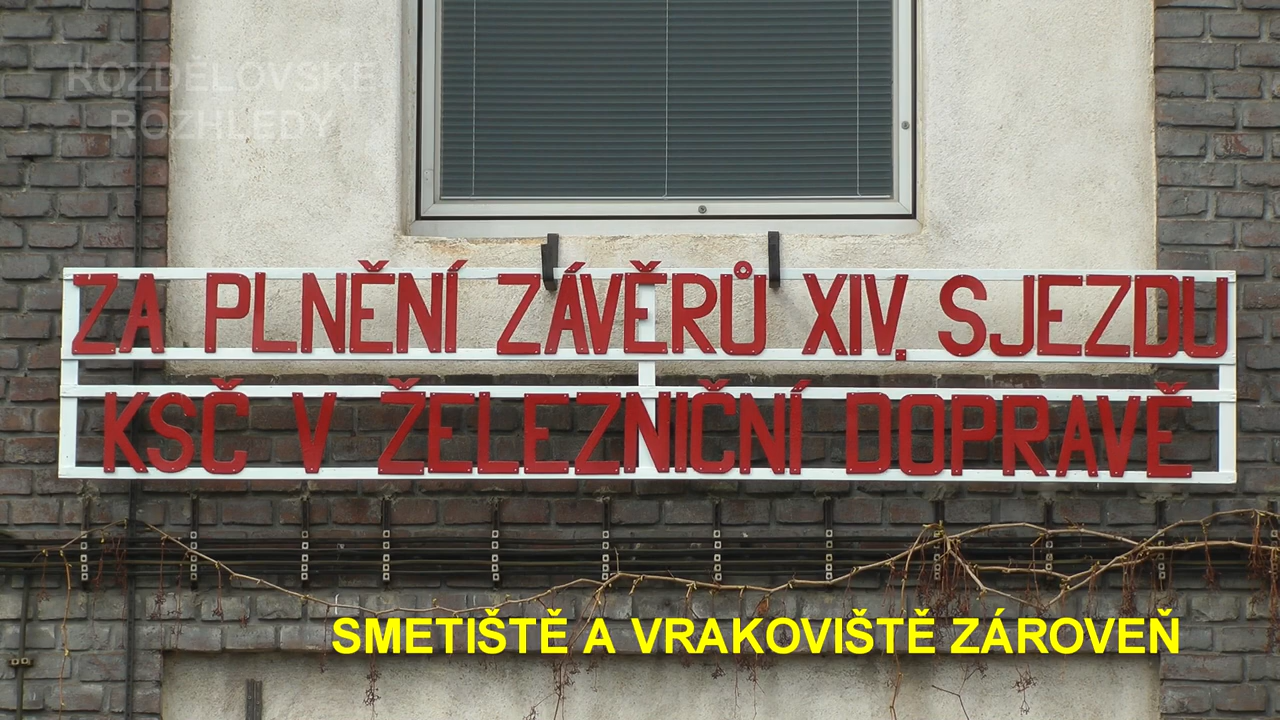 ROZDĚLOVSKÉ
ROZHLEDY
ZA PLNĚNÍ ZÁVĚRŮ XIV. SJEZDU
KSČ V ŽELEZNIČNÍ DOPRAVĚ
SMETIŠTĚ A VRAKOVIŠTĚ ZÁROVEŇ